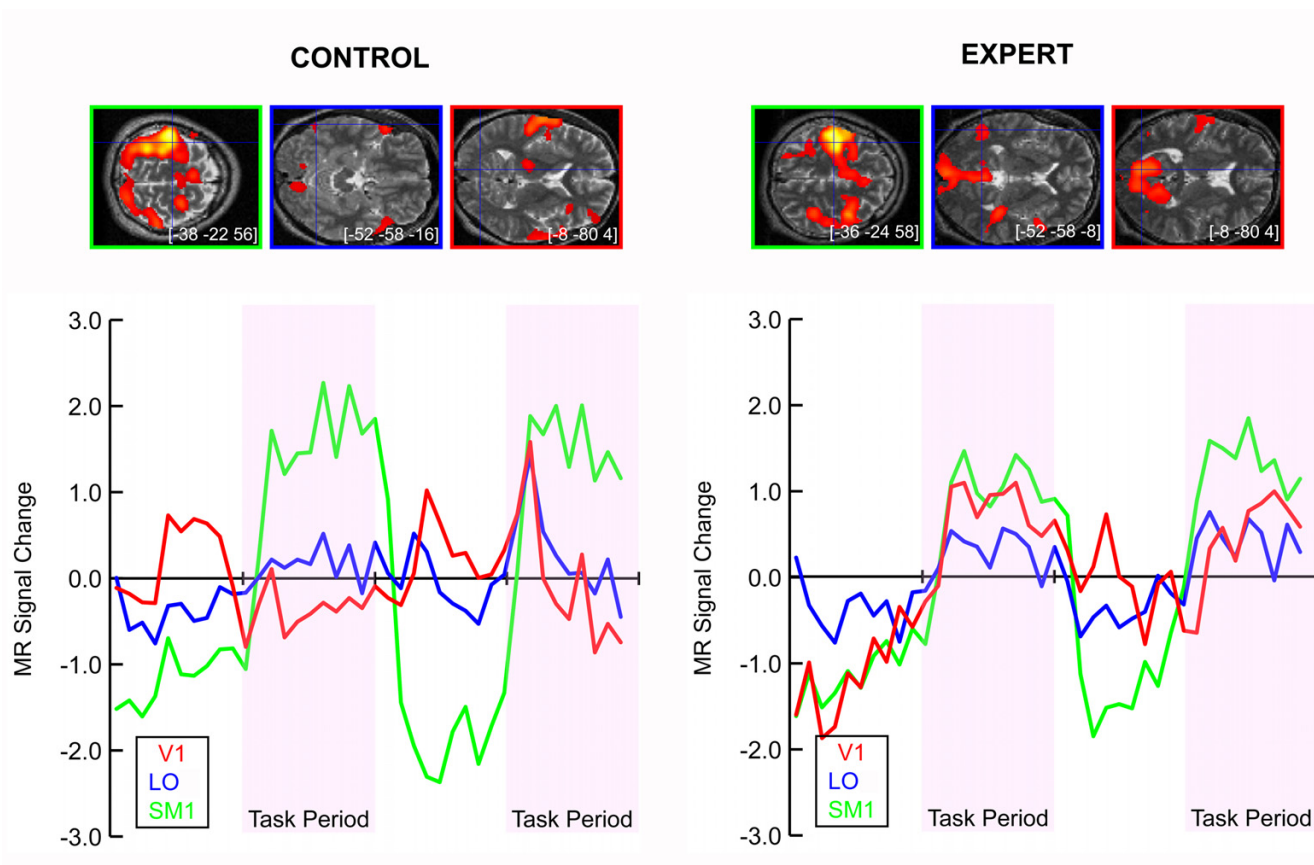 CONTROL
EXPERT
[-38 -22 56]
[-52 -58 -16]
[-8 -80 4]
[-36 -24 58]
[-52 -58 -8]
[-8 -80 4]
3.0
2.0
1.0
0.0
-1.0
-2.0
-3.0
MR Signal Change
V1
LO
SM1
Task Period
Task Period
3.0
2.0
1.0
0.0
-1.0
-2.0
-3.0
MR Signal Change
V1
LO
SM1
Task Period
Task Period